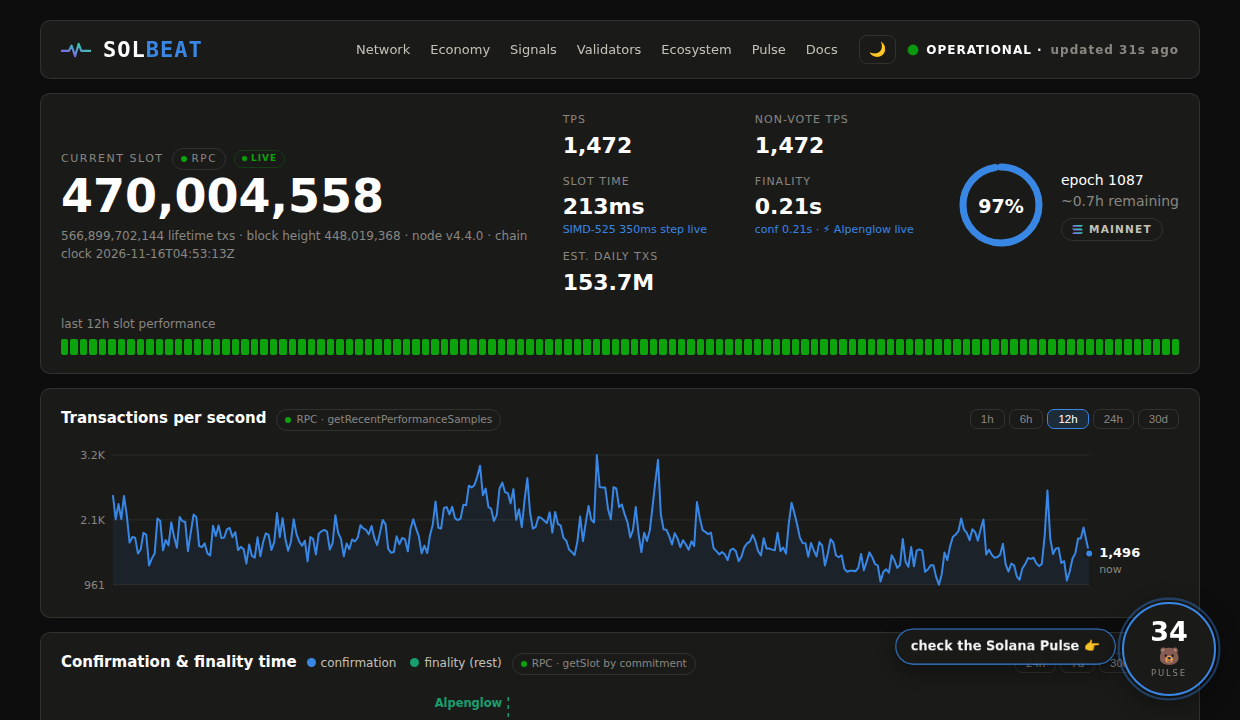 SOLBEAT
Network Economy Signals Validators Ecosystem Pulse Docs 🌙 OPERATIONAL · updated 31s ago
CURRENT SLOT RPC LIVE
470,004,558
566,899,702,144 lifetime txs · block height 448,019,368 · node v4.4.0 · chain
clock 2026-11-16T04:53:13Z
TPS
1,472
NON-VOTE TPS
1,472
SLOT TIME
213ms
SIMD-525 350ms step live
FINALITY
0.21s
conf 0.21s · ⚡ Alpenglow live
EST. DAILY TXS
153.7M
97%
epoch 1087
~0.7h remaining
MAINNET
last 12h slot performance
Transactions per second RPC · getRecentPerformanceSamples
1h 6h 12h 24h 30d
3.2K
2.1K
961
1,496
now
Confirmation & finality time confirmation finality (rest) RPC · getSlot by commitment
Alpenglow
check the Solana Pulse 👉
34
🐻
PULSE